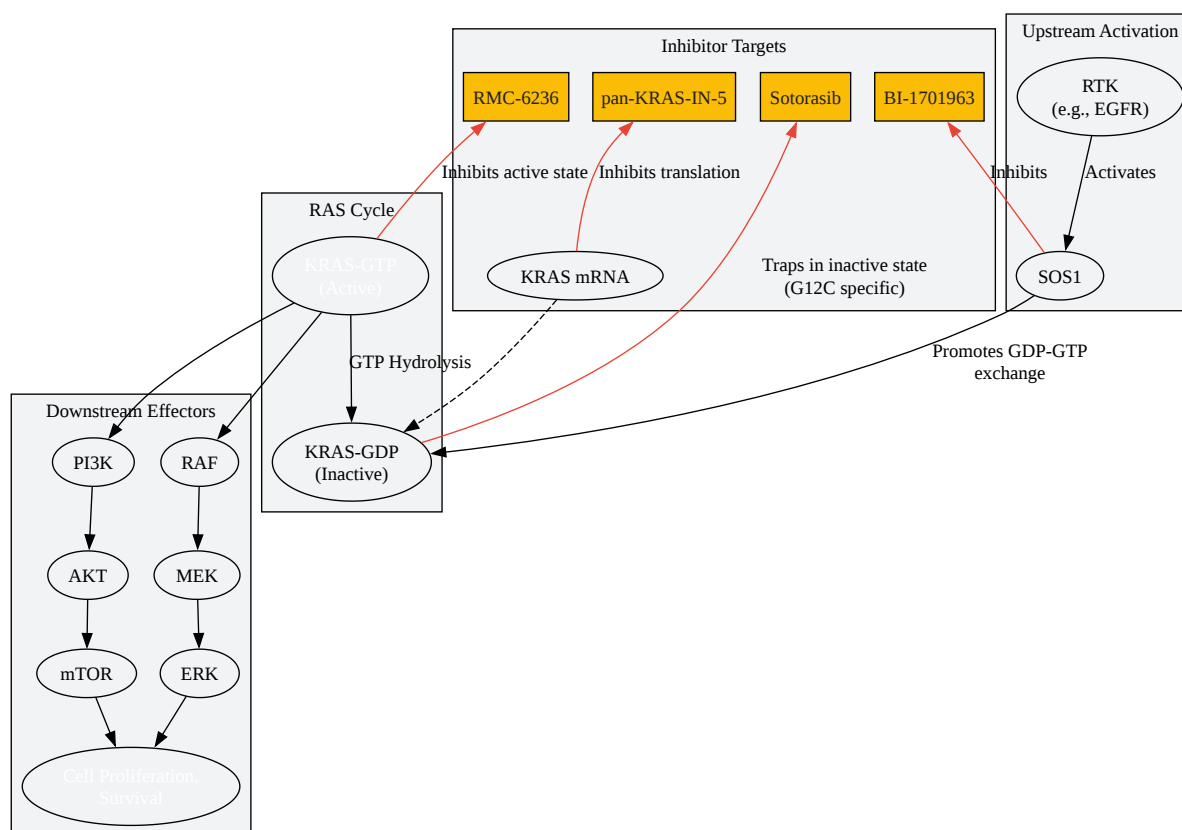 Upstream Activation
Inhibitor Targets
RMC-6236
pan-KRAS-IN-5
Sotorasib
BI-1701963
RTK
(e.g., EGFR)
Inhibits active state
Inhibits translation
Inhibits
Activates
RAS Cycle
KRAS-GTP
(Active)
KRAS mRNA
Traps in inactive state
(G12C specific)
SOS1
GTP Hydrolysis
Promotes GDP-GTP
exchange
Downstream Effectors
PI3K
RAF
KRAS-GDP
(Inactive)
AKT
MEK
mTOR
ERK
Cell Proliferation,
Survival